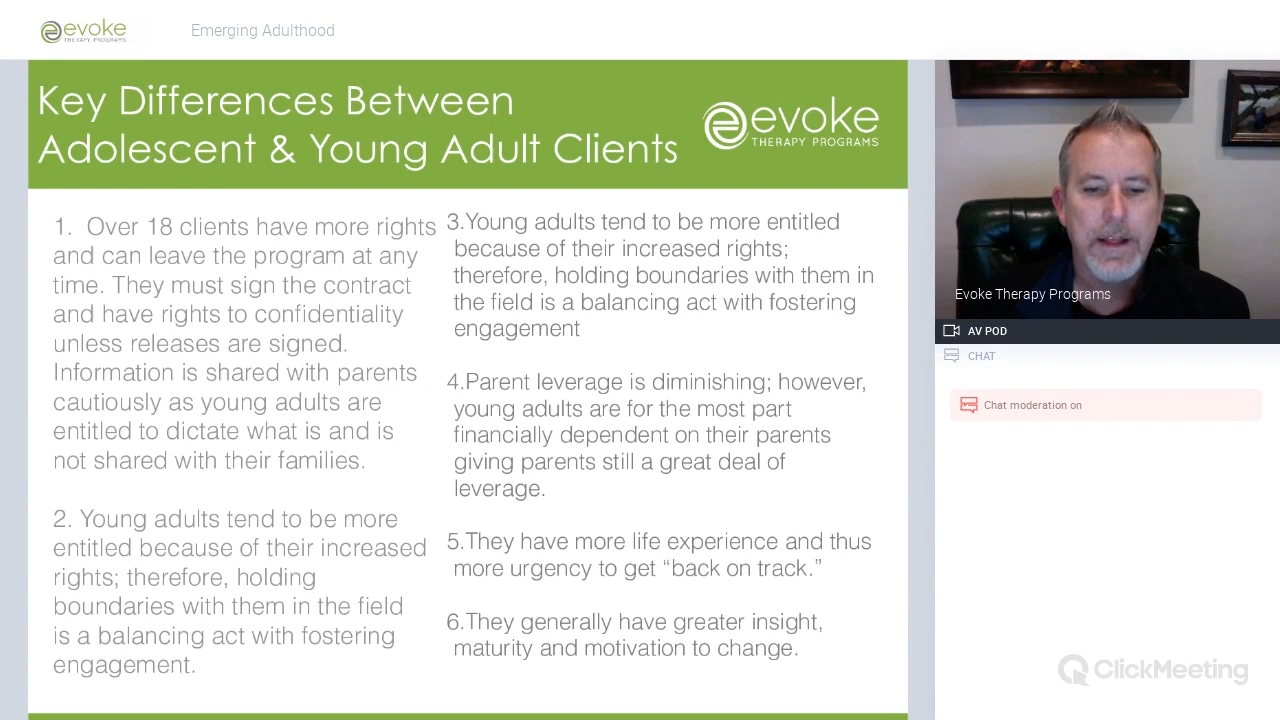 evoke
THERAPY PROGRAMS
Emerging Adulthood
Key Differences Between
Adolescent & Young Adult Clients
evoke
THERAPY PROGRAMS
1. Over 18 clients have more rights
and can leave the program at any
time. They must sign the contract
and have rights to confidentiality
unless releases are signed.
Information is shared with parents
cautiously as young adults are
entitled to dictate what is and is
not shared with their families.
2. Young adults tend to be more
entitled because of their increased
rights; therefore, holding
boundaries with them in the field
is a balancing act with fostering
engagement.
3.Young adults tend to be more entitled
because of their increased rights;
therefore, holding boundaries with them in
the field is a balancing act with fostering
engagement
4.Parent leverage is diminishing; however,
young adults are for the most part
financially dependent on their parents
giving parents still a great deal of
leverage.
5.They have more life experience and thus
more urgency to get “back on track.”
6.They generally have greater insight,
maturity and motivation to change.
Evoke Therapy Programs
AV POD
CHAT
Chat moderation on
ClickMeeting